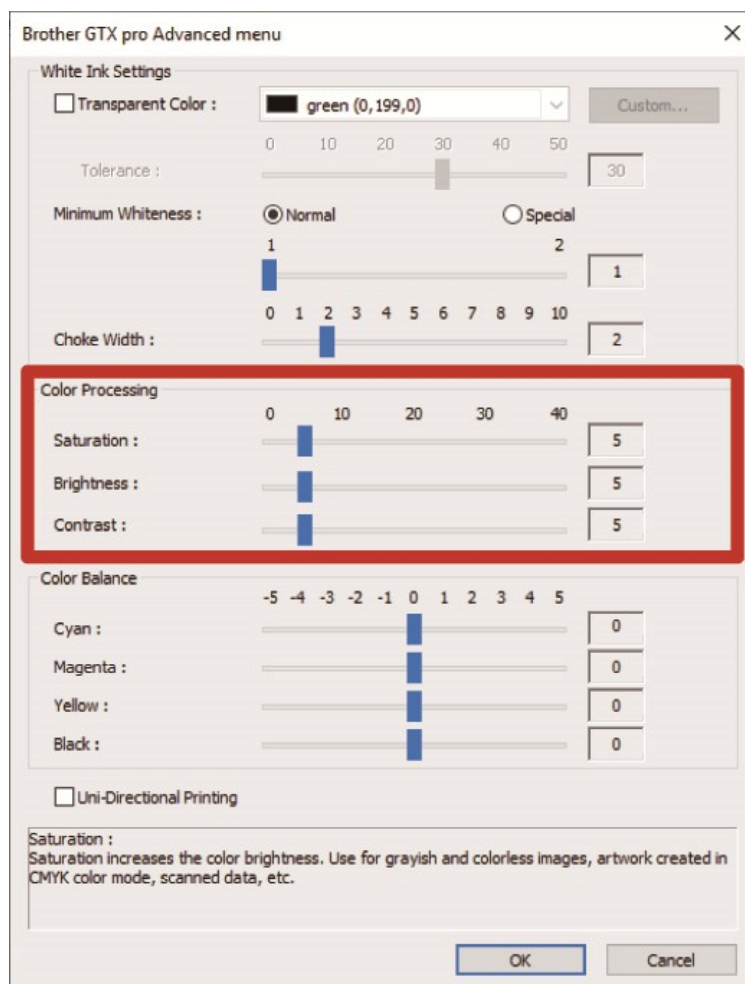 Brother GTX pro Advanced menu
White Ink Settings
Transparent Color : green (0,199,0) Custom...
0 10 20 30 40 50
Tolerance : 30
Minimum Whiteness : Normal Special
1 2
1
0 1 2 3 4 5 6 7 8 9 10
Choke Width : 2
Color Processing
0 10 20 30 40
Saturation : 5
Brightness : 5
Contrast : 5
Color Balance
-5 -4 -3 -2 -1 0 1 2 3 4 5
Cyan : 0
Magenta : 0
Yellow : 0
Black : 0
Uni-Directional Printing
Saturation :
Saturation increases the color brightness. Use for grayish and colorless images, artwork created in
CMYK color mode, scanned data, etc.
OK Cancel